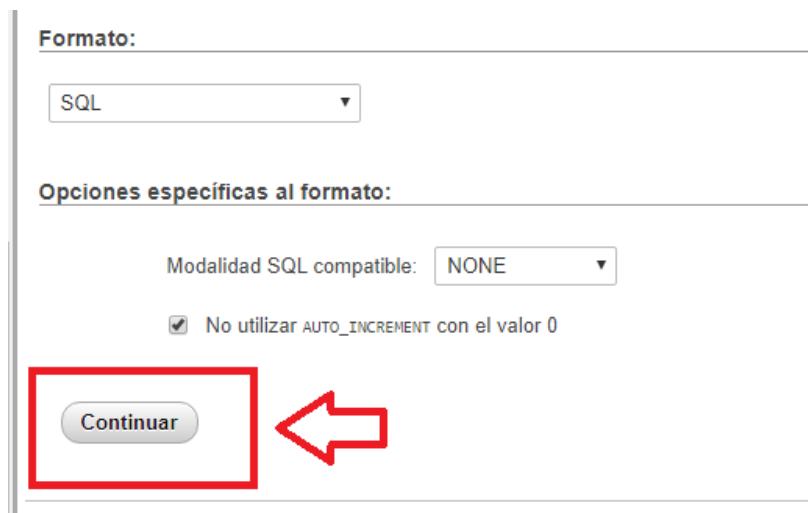 Formato:
SQL
Opciones específicas al formato:
Modalidad SQL compatible: NONE
No utilizar AUTO_INCREMENT con el valor 0
Continuar